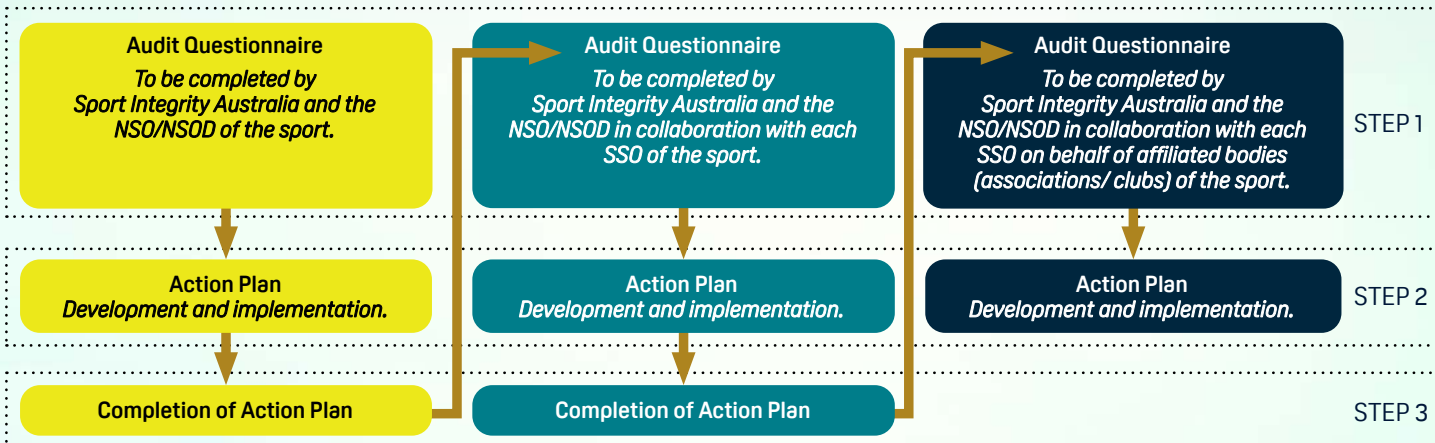 Audit Questionnaire
To be completed by
Sport Integrity Australia and the
NSO/NSOD of the sport.
Audit Questionnaire
To be completed by
Sport Integrity Australia and the
NSO/NSOD in collaboration with each
SSO of the sport.
Audit Questionnaire
To be completed by
Sport Integrity Australia and the
NSO/NSOD in collaboration with each
SSO on behalf of affiliated bodies
(associations/ clubs) of the sport.
STEP 1
Action Plan
Development and implementation.
Action Plan
Development and implementation.
Action Plan
Development and implementation.
STEP 2
Completion of Action Plan
Completion of Action Plan
STEP 3